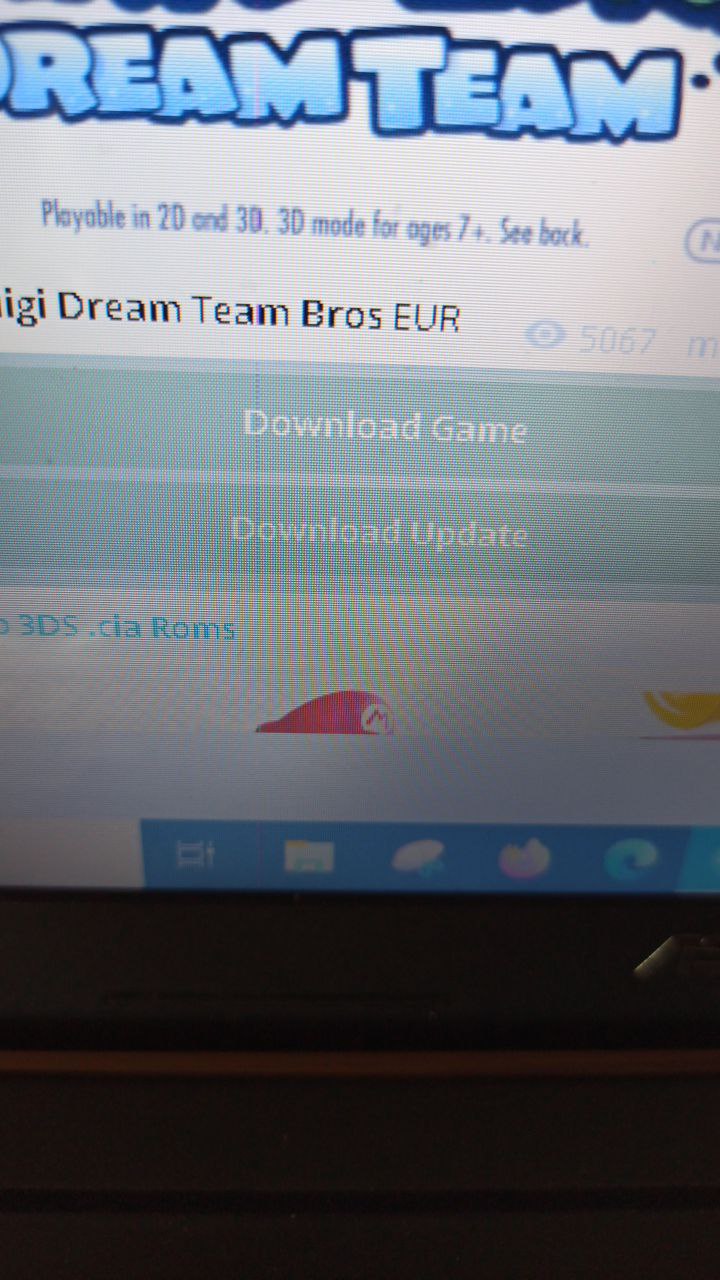 DREAM TEAM
Playable in 2D and 3D. 3D mode for ages 7+. See back.
igi Dream Team Bros EUR
5067
Download Game
Download Update
3DS .cia Roms
M